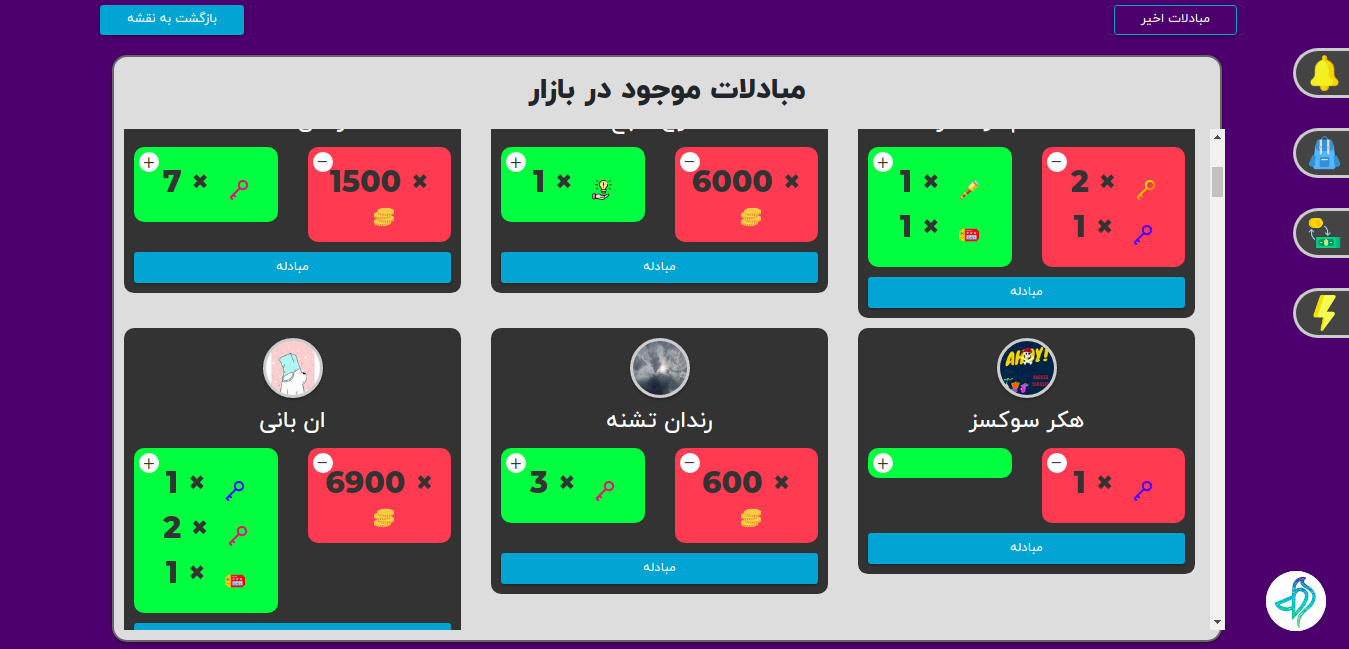 مبادلات اخیر
بازگشت به نقشه
مبادلات موجود در بازار
2 ×
1 ×
1 ×
1 ×
مبادله
6000 ×
1 ×
مبادله
1500 ×
7 ×
مبادله
AHOY!
هکر سوکسز
1 ×
مبادله
رندان تشنه
600 ×
3 ×
مبادله
ان بانی
6900 ×
1 ×
2 ×
1 ×